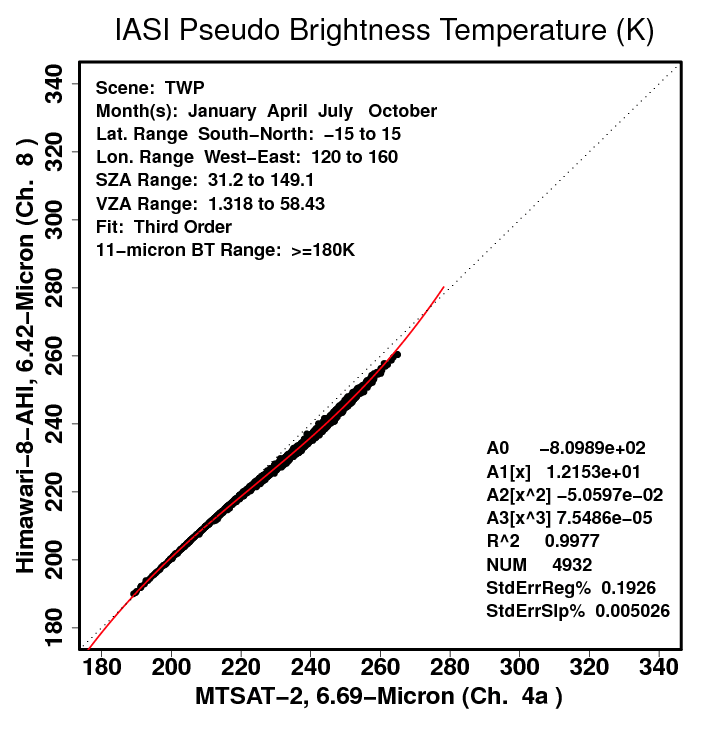 IASI Pseudo Brightness Temperature (K)
Scene: TWP
Month(s): January April July October
Lat. Range South−North: −15 to 15
Lon. Range West−East: 120 to 160
SZA Range: 31.2 to 149.1
VZA Range: 1.318 to 58.43
Fit: Third Order
11−micron BT Range: >=180K
Himawari−8−AHI, 6.42−Micron (Ch. 8 )
340
320
300
280
260
240
220
200
180
A0 −8.0989e+02
A1[x] 1.2153e+01
A2[x^2] −5.0597e−02
A3[x^3] 7.5486e−05
R^2 0.9977
NUM 4932
StdErrReg% 0.1926
StdErrSlp% 0.005026
180 200 220 240 260 280 300 320 340
MTSAT−2, 6.69−Micron (Ch. 4a )